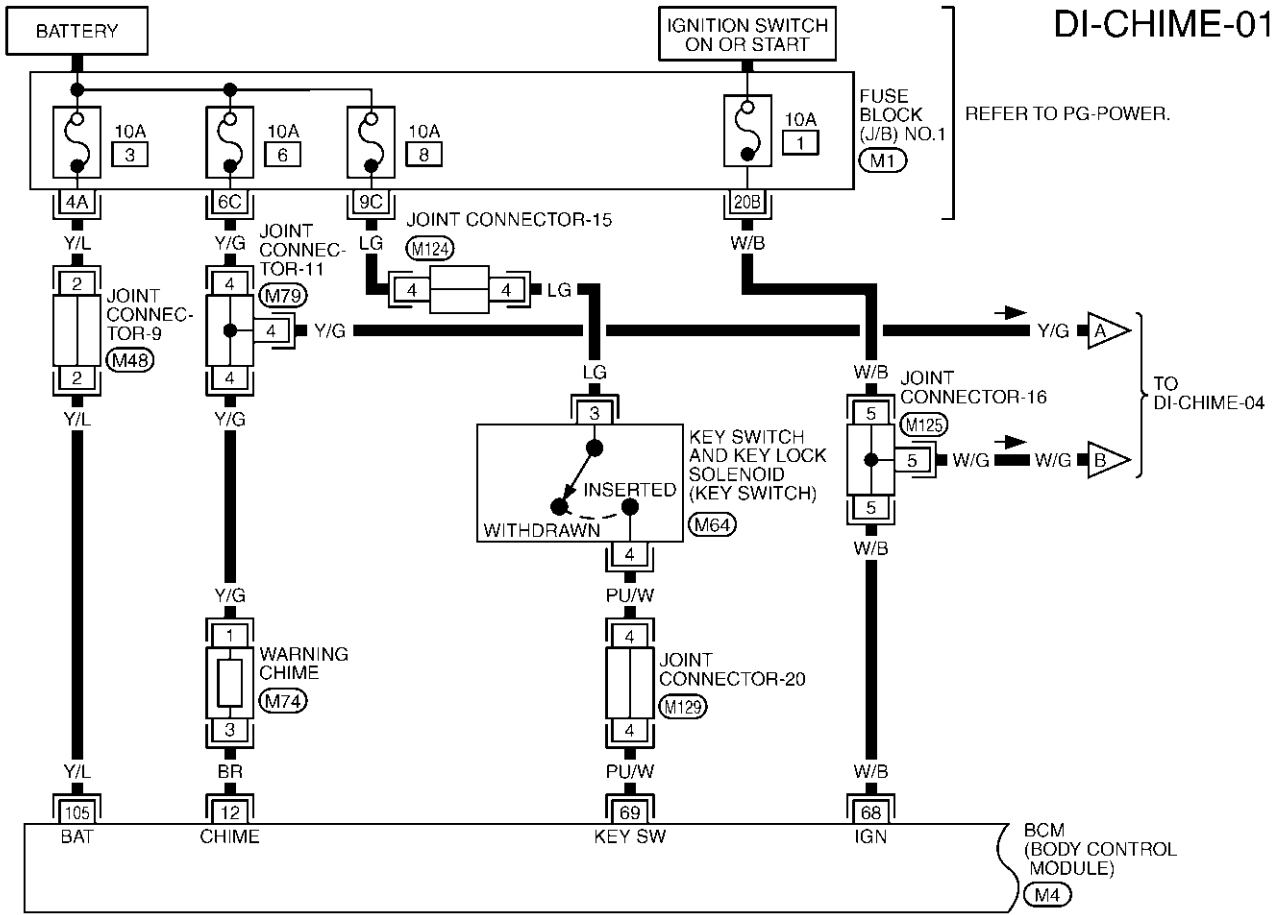 DI-CHIME-01
BATTERY
IGNITION SWITCH
ON OR START
10A
3
10A
6
10A
8
10A
1
FUSE
BLOCK
(J/B) NO.1
M1
REFER TO PG-POWER.
4A
6C
9C
20B
Y/L
Y/G
LG
W/B
JOINT
CONNEC-
TOR-11
M79
JOINT CONNECTOR-15
M124
2
JOINT
CONNEC-
TOR-9
M48
2
4
4
4
4
4
LG
Y/G
Y/G
A
TO
DI-CHIME-04
Y/L
Y/G
LG
W/B
JOINT
CONNECTOR-16
M125
5
5
5
W/G
W/G
B
3
KEY SWITCH
AND KEY LOCK
SOLENOID
(KEY SWITCH)
M64
INSERTED
WITHDRAWN
4
W/B
PU/W
Y/G
1
WARNING
CHIME
M74
3
4
JOINT
CONNECTOR-20
M129
4
Y/L
BR
PU/W
W/B
105
12
69
68
BAT
CHIME
KEY SW
IGN
BCM
(BODY CONTROL
MODULE)
M4